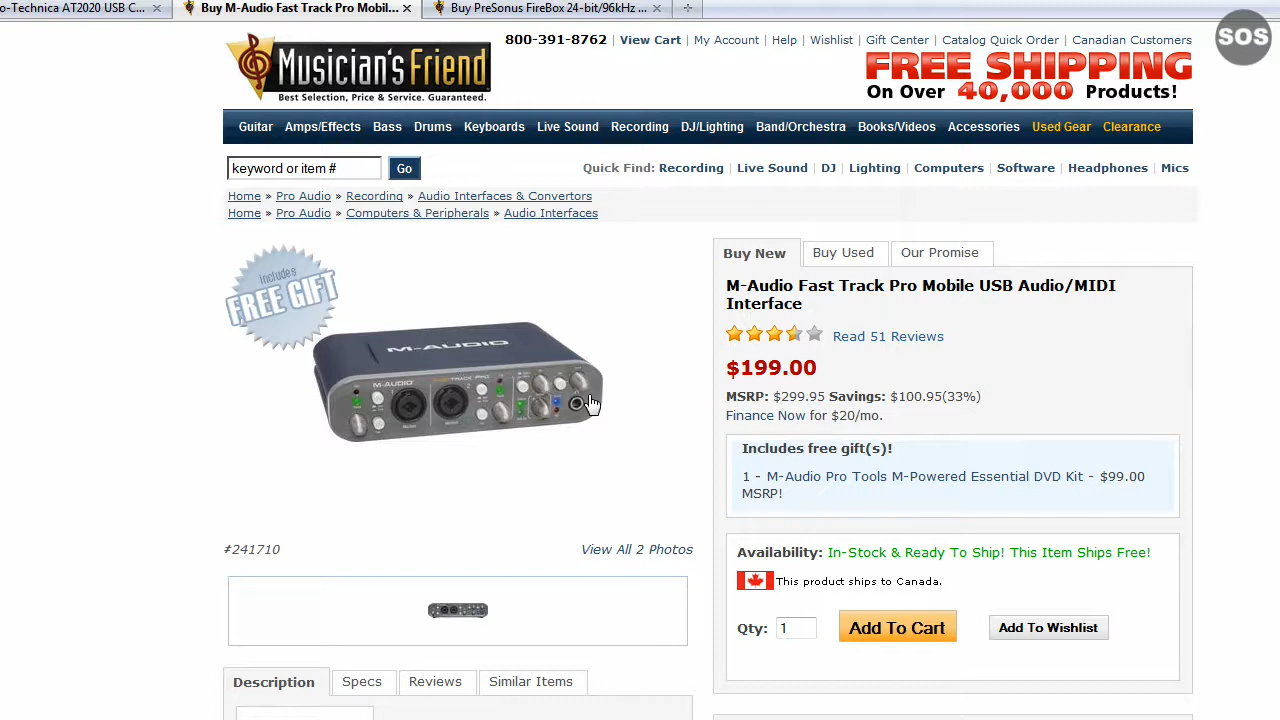 o-Technica AT2020 USB C...
Buy M-Audio Fast Track Pro Mobil...
Buy PreSonus FireBox 24-bit/96kHz ...
SOS
Musician's Friend
Best Selection, Price & Service. Guaranteed.
800-391-8762 | View Cart | My Account | Help | Wishlist | Gift Center | Catalog Quick Order | Canadian Customers
FREE SHIPPING
On Over 40,000 Products!
Guitar Amps/Effects Bass Drums Keyboards Live Sound Recording DJ/Lighting Band/Orchestra Books/Videos Accessories Used Gear Clearance
keyword or item # Go
Quick Find: Recording | Live Sound | DJ | Lighting | Computers | Software | Headphones | Mics
Home » Pro Audio » Recording » Audio Interfaces & Convertors
Home » Pro Audio » Computers & Peripherals » Audio Interfaces
includes
FREE GIFT
M-AUDIO
M-AUDIO
FAST TRACK PRO
#241710
View All 2 Photos
Description Specs Reviews Similar Items
Buy New Buy Used Our Promise
M-Audio Fast Track Pro Mobile USB Audio/MIDI
Interface
Read 51 Reviews
$199.00
MSRP: $299.95 Savings: $100.95(33%)
Finance Now for $20/mo.
Includes free gift(s)!
1 - M-Audio Pro Tools M-Powered Essential DVD Kit - $99.00
MSRP!
Availability: In-Stock & Ready To Ship! This Item Ships Free!
This product ships to Canada.
Qty: 1 Add To Cart Add To Wishlist